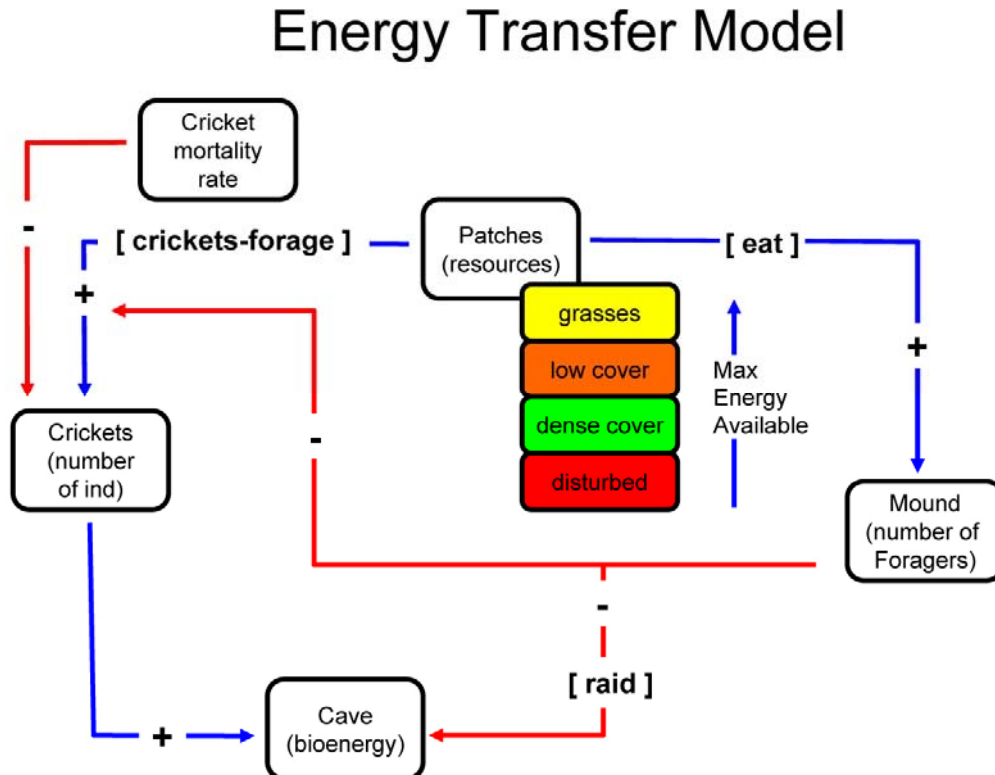 Energy Transfer Model
Cricket
mortality
rate
-
[ crickets-forage ]
Patches
(resources)
[ eat ]
+
grasses
+
low cover
Max
Energy
Available
dense cover
-
Crickets
(number
of ind)
disturbed
Mound
(number of
Foragers)
-
[ raid ]
Cave
(bioenergy)
+